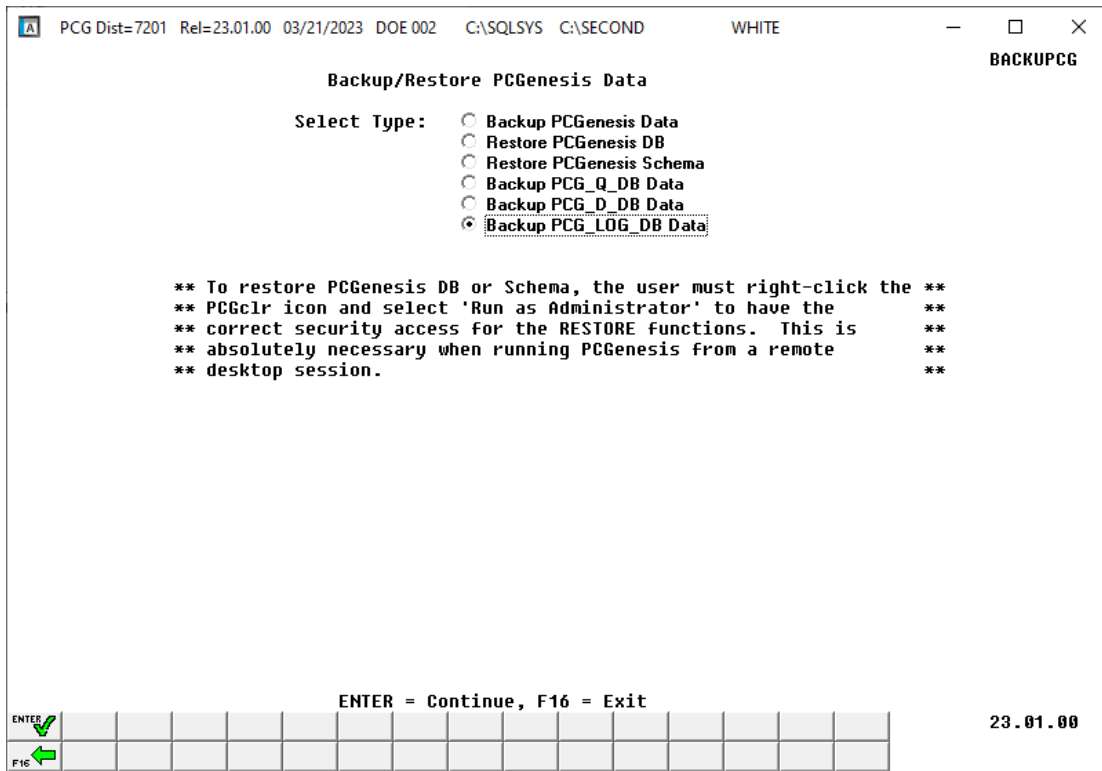 A PCG Dist=7201 Rel=23.01.00 03/21/2023 DOE 002 C:\SQLSYS C:\SECOND WHITE
BACKUPCG
Backup/Restore PCGenesis Data
Select Type: Backup PCGenesis Data
Restore PCGenesis DB
Restore PCGenesis Schema
Backup PCG_Q_DB Data
Backup PCG_D_DB Data
Backup PCG_LOG_DB Data
** To restore PCGenesis DB or Schema, the user must right-click the **
** PCGclr icon and select 'Run as Administrator' to have the **
** correct security access for the RESTORE functions. This is **
** absolutely necessary when running PCGenesis from a remote **
** desktop session. **
ENTER = Continue, F16 = Exit
ENTER 23.01.00
F16